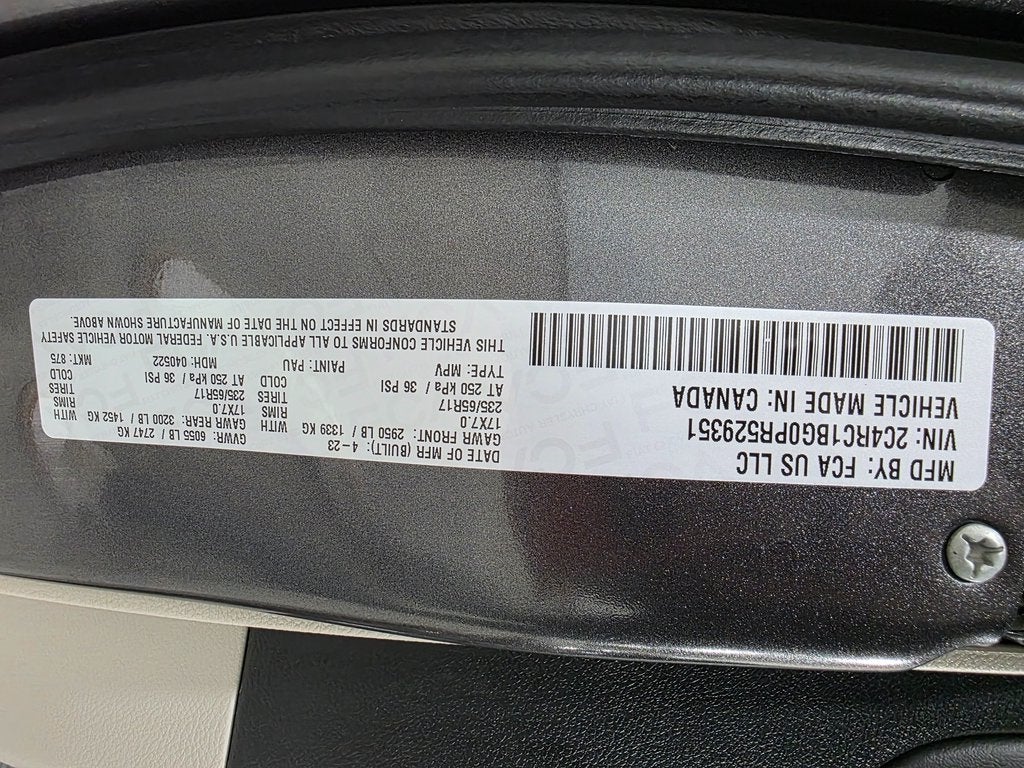 MFD BY: FCA US LLC
VIN: 2C4RC1BG0PR529351
VEHICLE MADE IN: CANADA
DATE OF MFR (BUILT): 4-23 GVWR: 6055 LB / 2747 KG
GAWR FRONT: 2950 LB / 1339 KG WITH GAWR REAR: 3200 LB / 1452 KG WITH
17X7.0 RIMS 17X7.0 RIMS
235/65R17 TIRES 235/65R17 TIRES
AT 250 kPa / 36 PSI COLD AT 250 kPa / 36 PSI COLD
TYPE: MPV PAINT: PAU MDH: 040522 MKT: 875
THIS VEHICLE CONFORMS TO ALL APPLICABLE U.S.A. FEDERAL MOTOR VEHICLE SAFETY
STANDARDS IN EFFECT ON THE DATE OF MANUFACTURE SHOWN ABOVE.